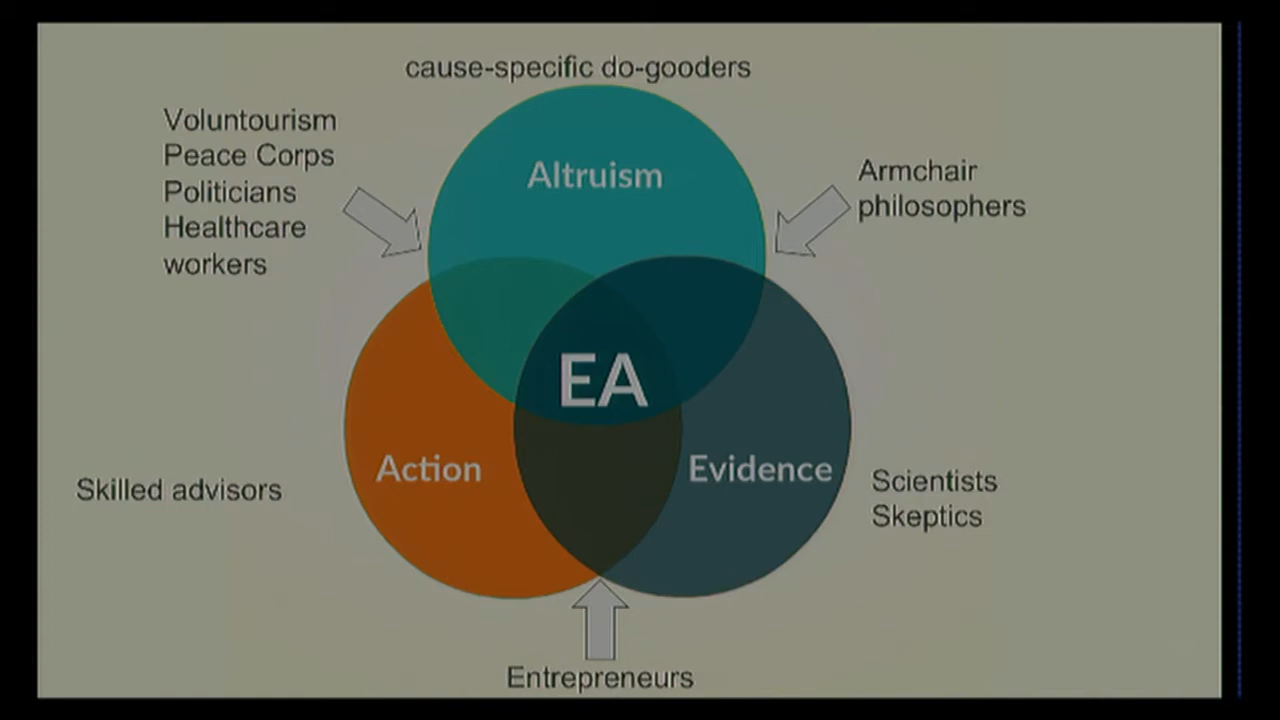 cause-specific do-gooders
Voluntourism
Peace Corps
Politicians
Healthcare
workers
Altruism
Armchair
philosophers
EA
Action
Evidence
Skilled advisors
Scientists
Skeptics
Entrepreneurs